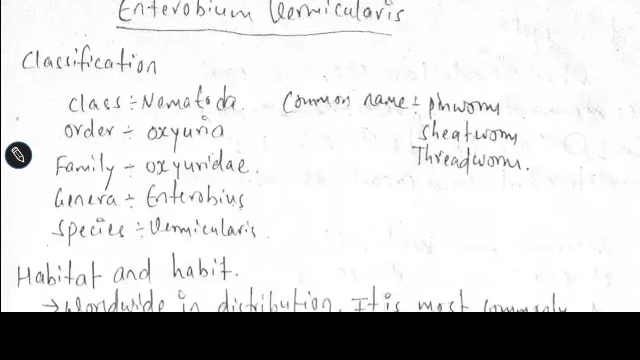 Enterobium Vermicularis
Classification
class ÷ Nematoda. Common name ÷ pinworm
order ÷ oxyuria sheatworm
Family ÷ oxyuridae. Threadworm.
Genera ÷ Enterobius
species ÷ Vermicularis.
Habitat and habit.
→ Worldwide in distribution. It is most commonly